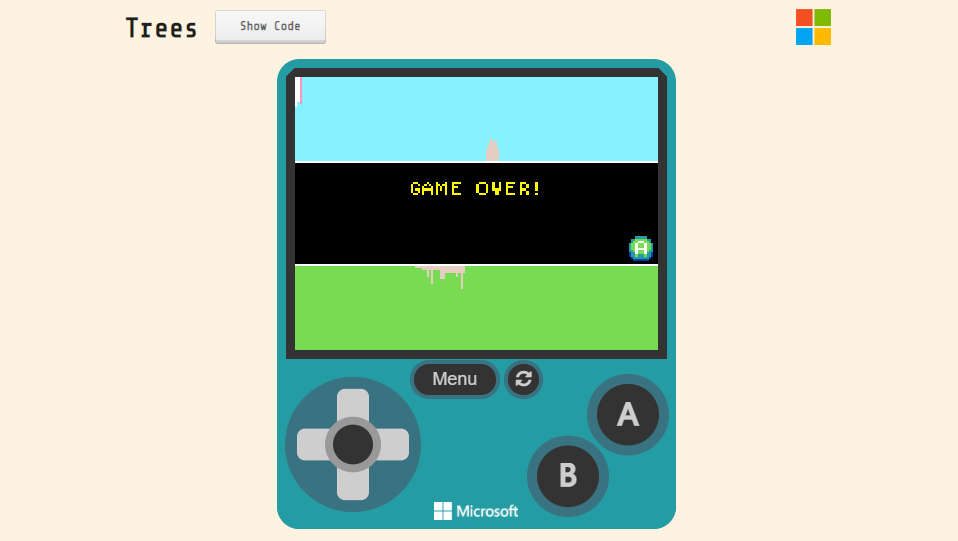 Trees
Show Code
GAME OVER!
A
Menu
A
B
Microsoft